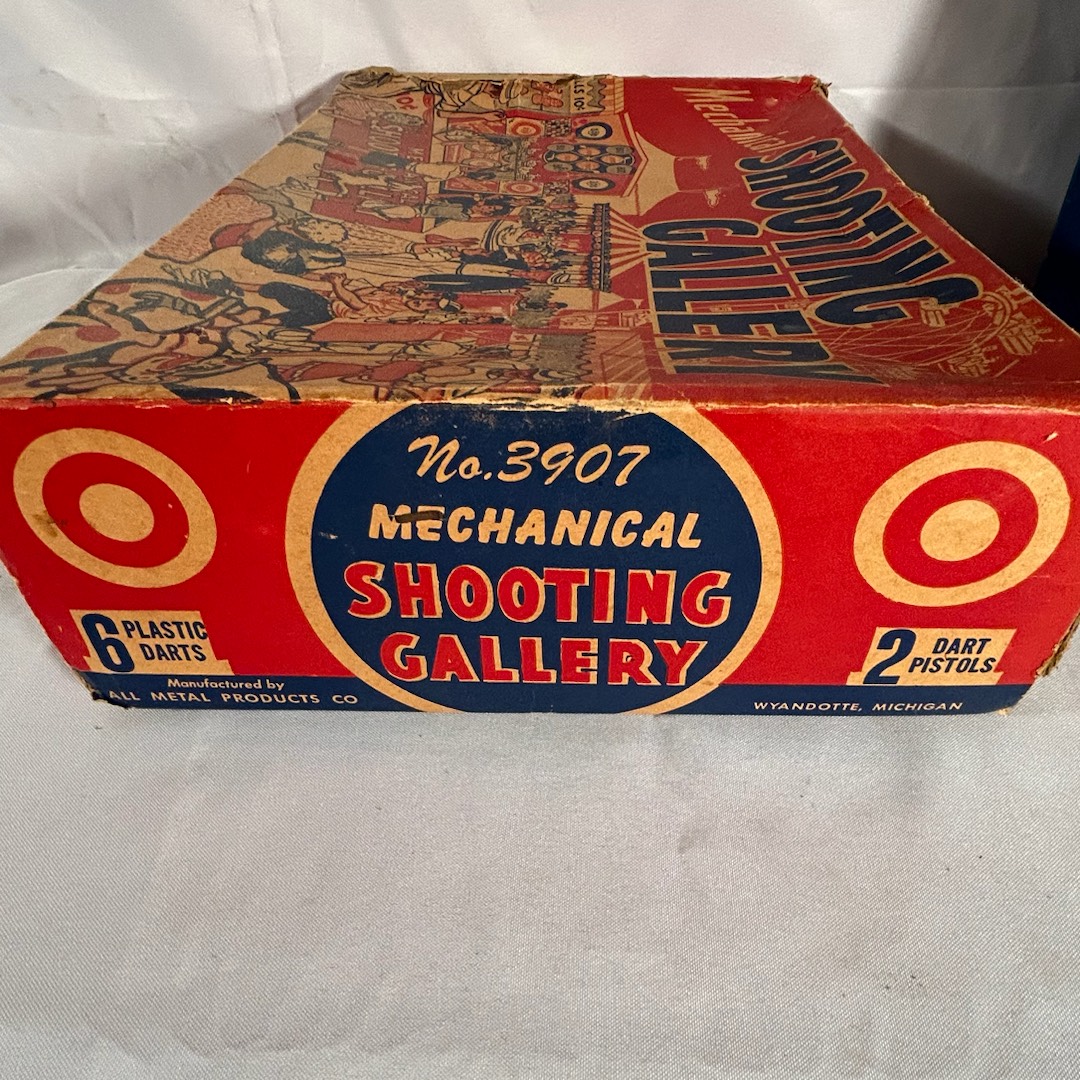 Mechanical
SHOOTING
GALLERY
No. 3907
MECHANICAL
SHOOTING
GALLERY
6 PLASTIC
DARTS
2 DART
PISTOLS
Manufactured by
ALL METAL PRODUCTS CO
WYANDOTTE, MICHIGAN